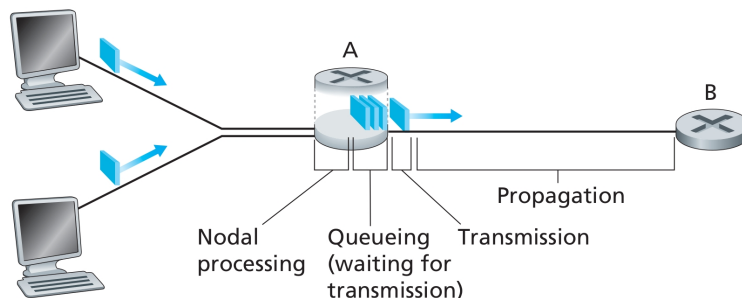 A
B
Propagation
Nodal
processing
Queueing
(waiting for
transmission)
Transmission